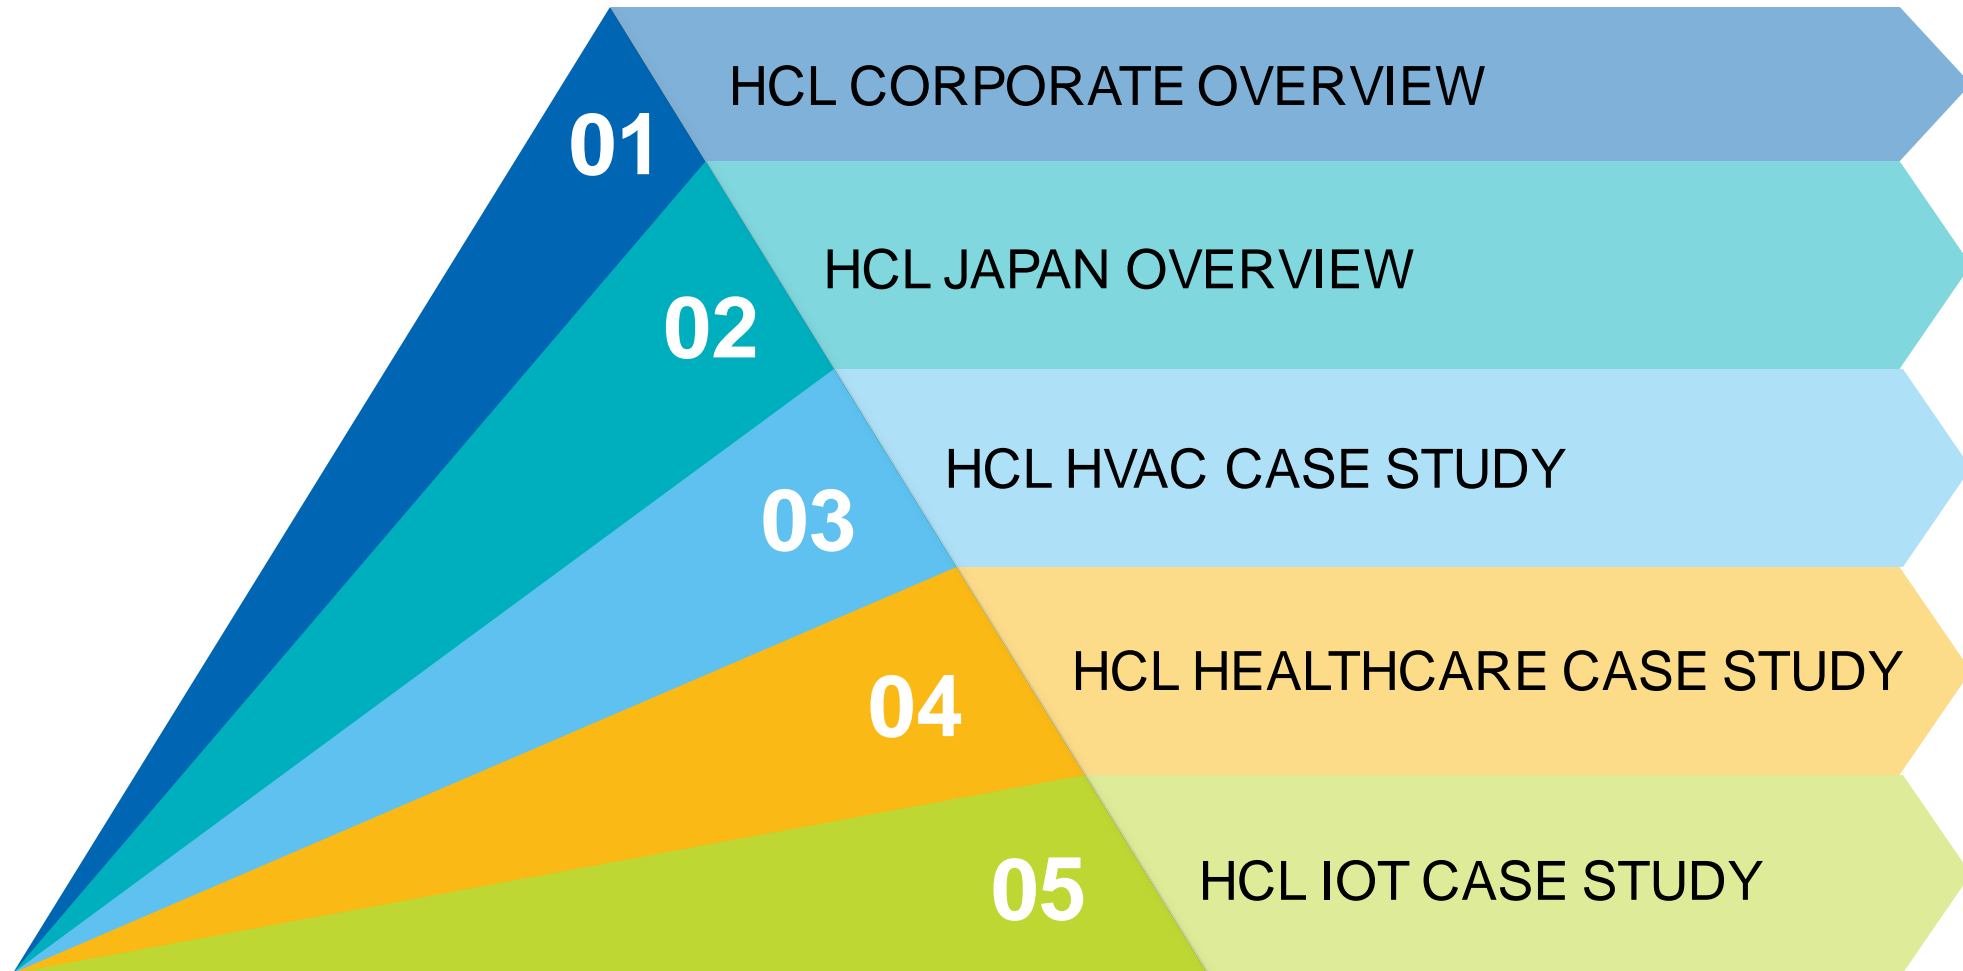 01
HCL CORPORATE OVERVIEW
02
HCL JAPAN OVERVIEW
03
HCL HVAC CASE STUDY
04
HCL HEALTHCARE CASE STUDY
05
HCL IOT CASE STUDY